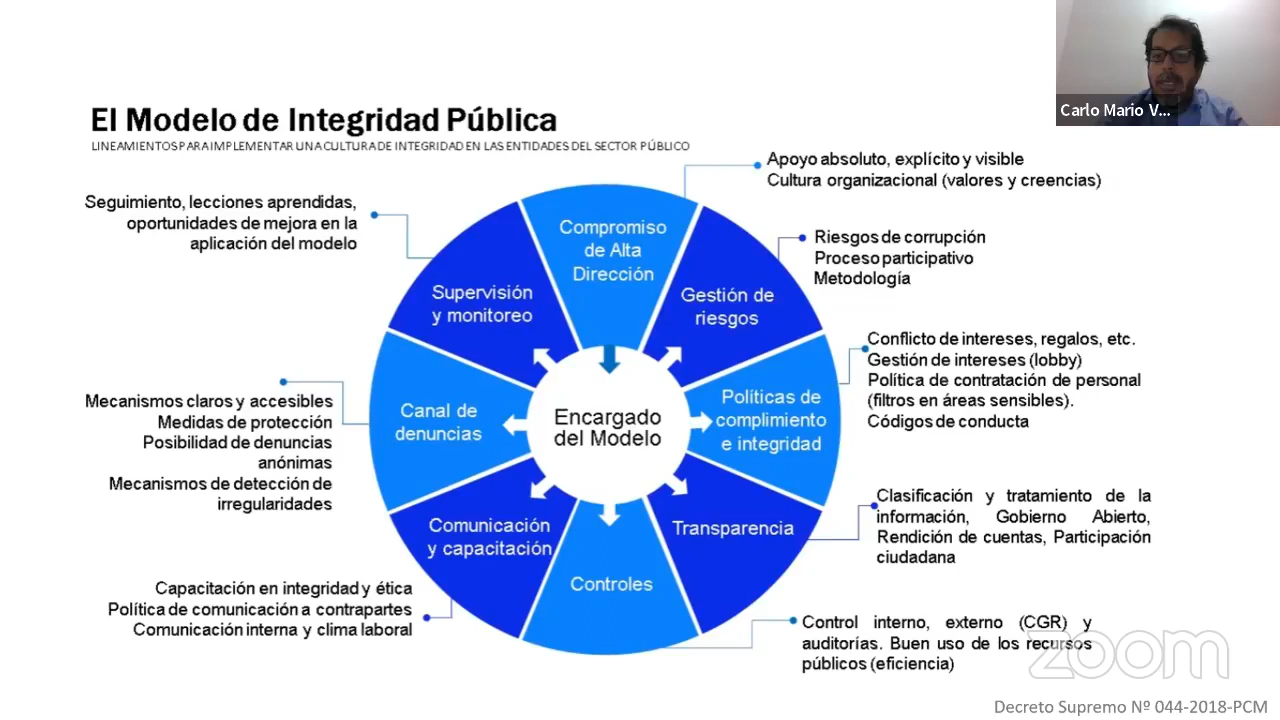 Carlo Mario V...
El Modelo de Integridad Pública
LINEAMIENTOS PARA IMPLEMENTAR UNA CULTURA DE INTEGRIDAD EN LAS ENTIDADES DEL SECTOR PÚBLICO
Apoyo absoluto, explícito y visible
Cultura organizacional (valores y creencias)
Riesgos de corrupción
Proceso participativo
Metodología
Conflicto de intereses, regalos, etc.
Gestión de intereses (lobby)
Política de contratación de personal
(filtros en áreas sensibles).
Códigos de conducta
Clasificación y tratamiento de la
información, Gobierno Abierto,
Rendición de cuentas, Participación
ciudadana
Control interno, externo (CGR) y
auditorías. Buen uso de los recursos
públicos (eficiencia)
Capacitación en integridad y ética
Política de comunicación a contrapartes
Comunicación interna y clima laboral
Mecanismos claros y accesibles
Medidas de protección
Posibilidad de denuncias
anónimas
Mecanismos de detección de
irregularidades
Seguimiento, lecciones aprendidas,
oportunidades de mejora en la
aplicación del modelo
Compromiso
de Alta
Dirección
Gestión de
riesgos
Políticas de
complimiento
e integridad
Transparencia
Controles
Comunicación
y capacitación
Canal de
denuncias
Supervisión
y monitoreo
Encargado
del Modelo
zoom
Decreto Supremo Nº 044-2018-PCM